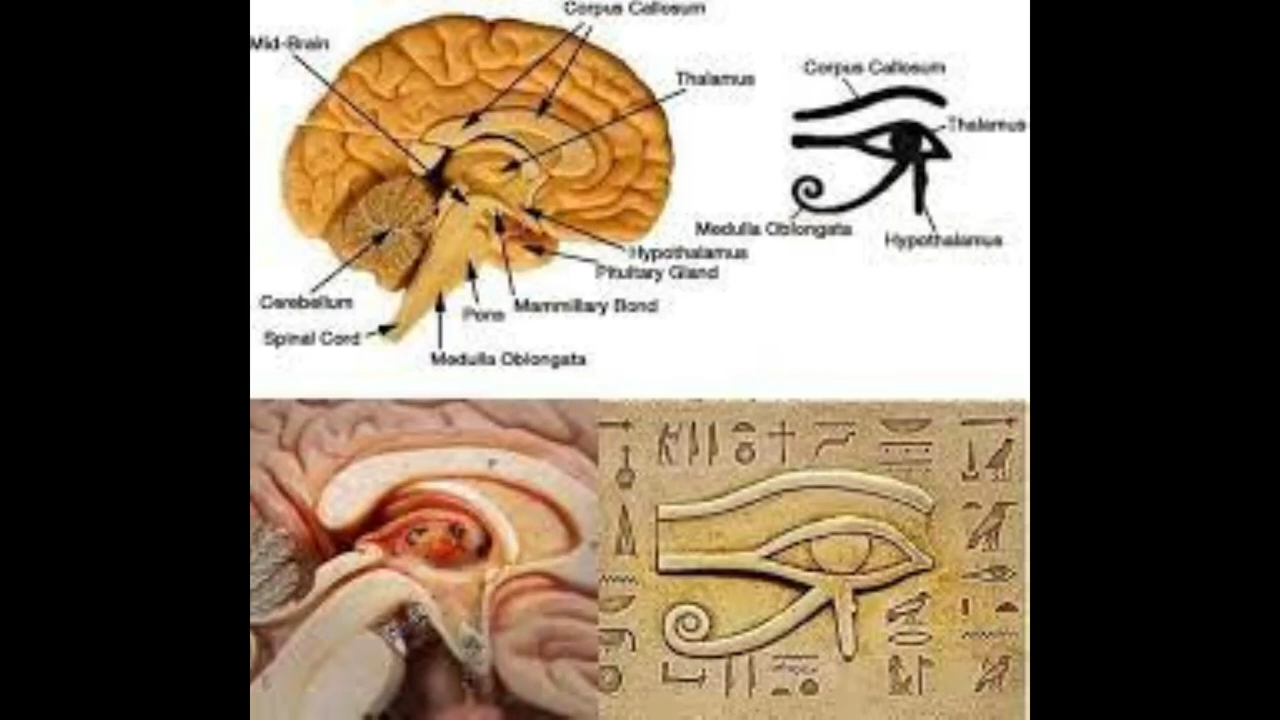 Corpus Callosum
Mid-Brain
Thalamus
Hypothalamus
Pituitary Gland
Mammillary Bond
Pons
Cerebellum
Spinal Cord
Medulla Oblongata
Corpus Callosum
Thalamus
Medulla Oblongata
Hypothalamus